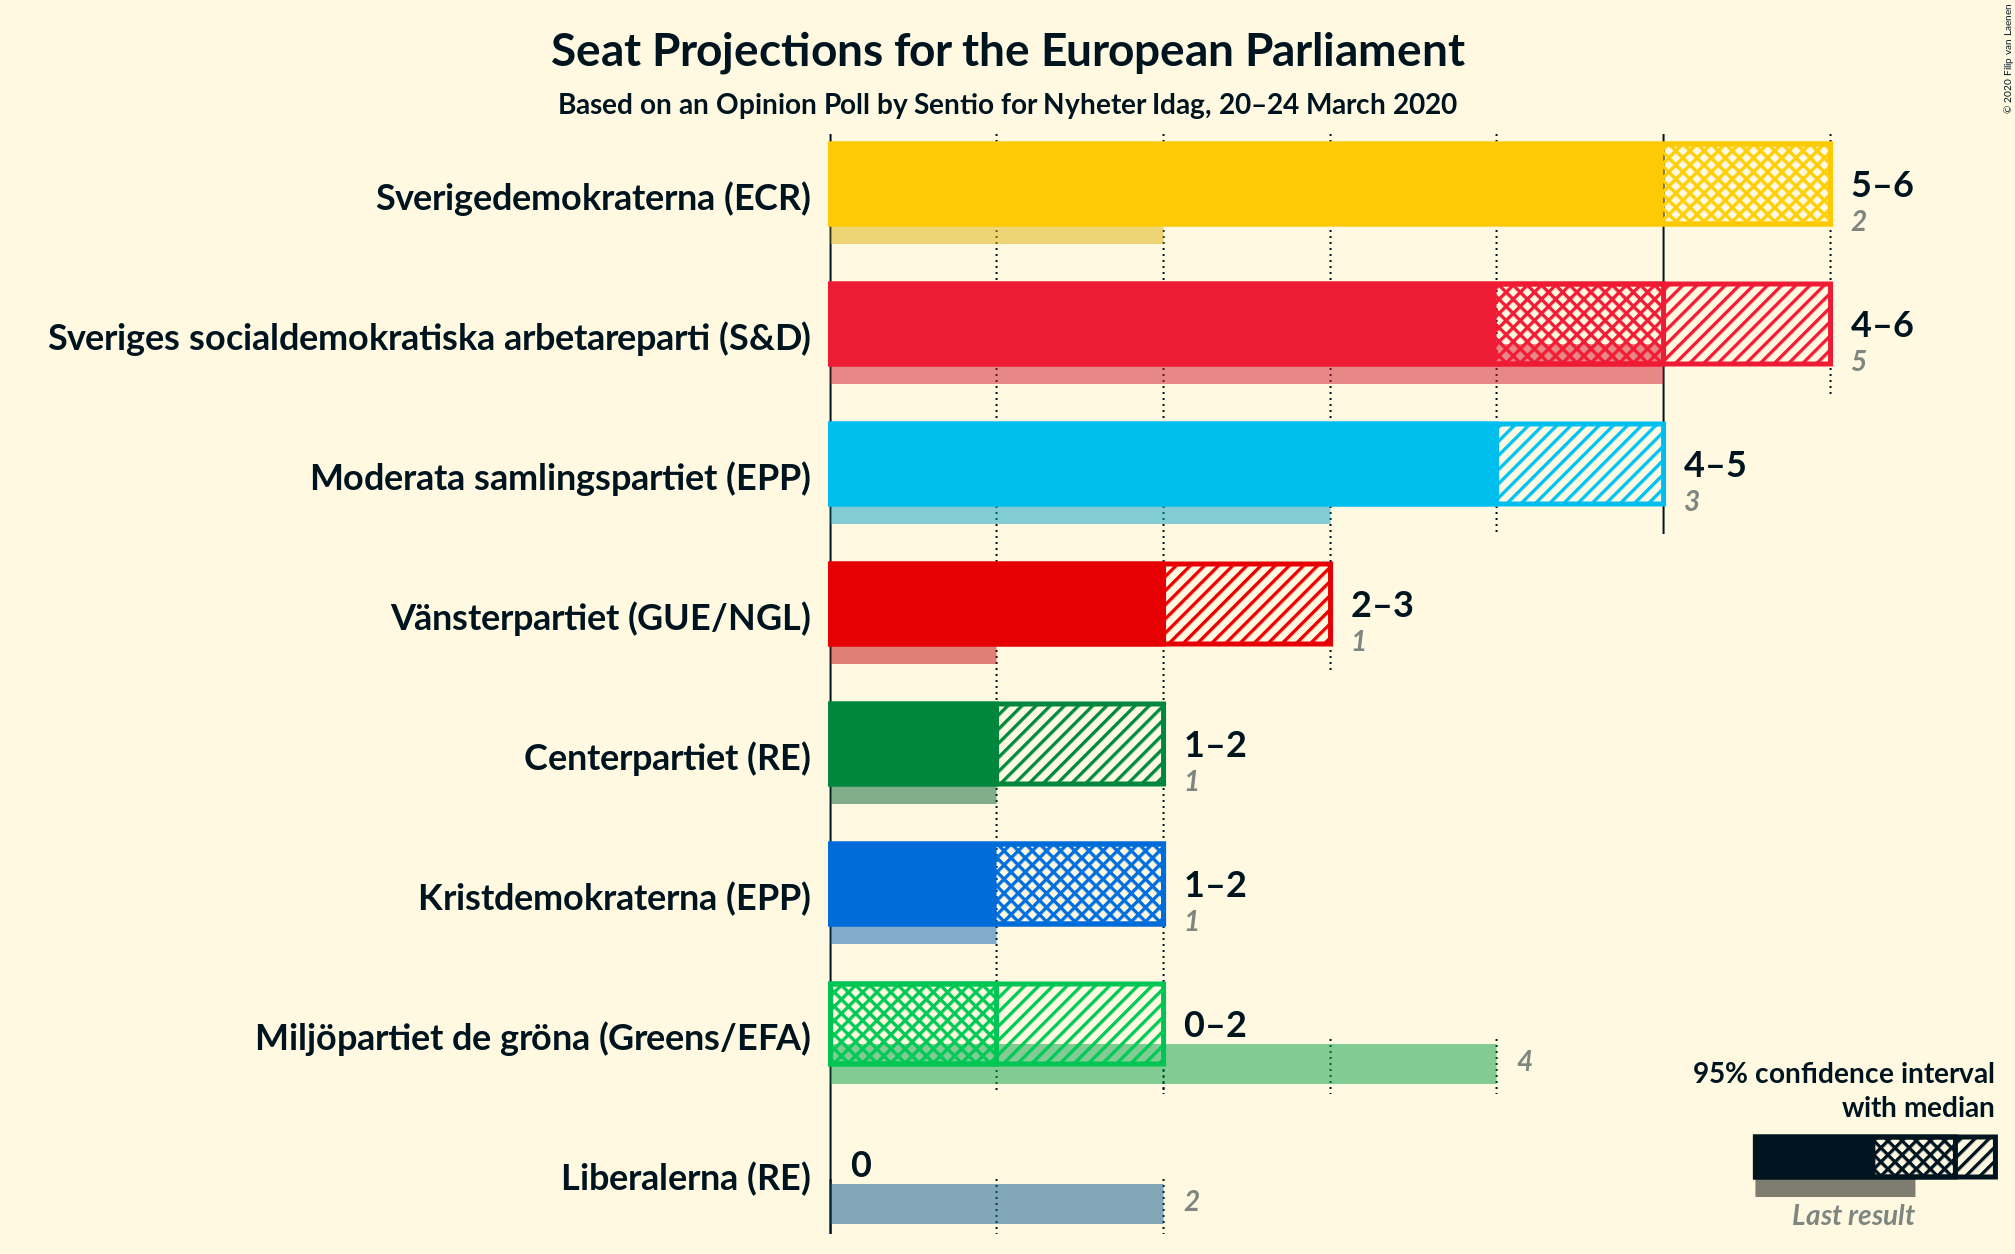 Seat Projections for the European Parliament
Based on an Opinion Poll by Sentio for Nyheter Idag, 20–24 March 2020
© 2020 Filip van Laenen
Sverigedemokraterna (ECR)
5–6
2
Sveriges socialdemokratiska arbetareparti (S&D)
4–6
5
Moderata samlingspartiet (EPP)
4–5
3
Vänsterpartiet (GUE/NGL)
2–3
1
Centerpartiet (RE)
1–2
1
Kristdemokraterna (EPP)
1–2
1
Miljöpartiet de gröna (Greens/EFA)
0–2
4
Liberalerna (RE)
0
2
95% confidence interval
with median
Last result